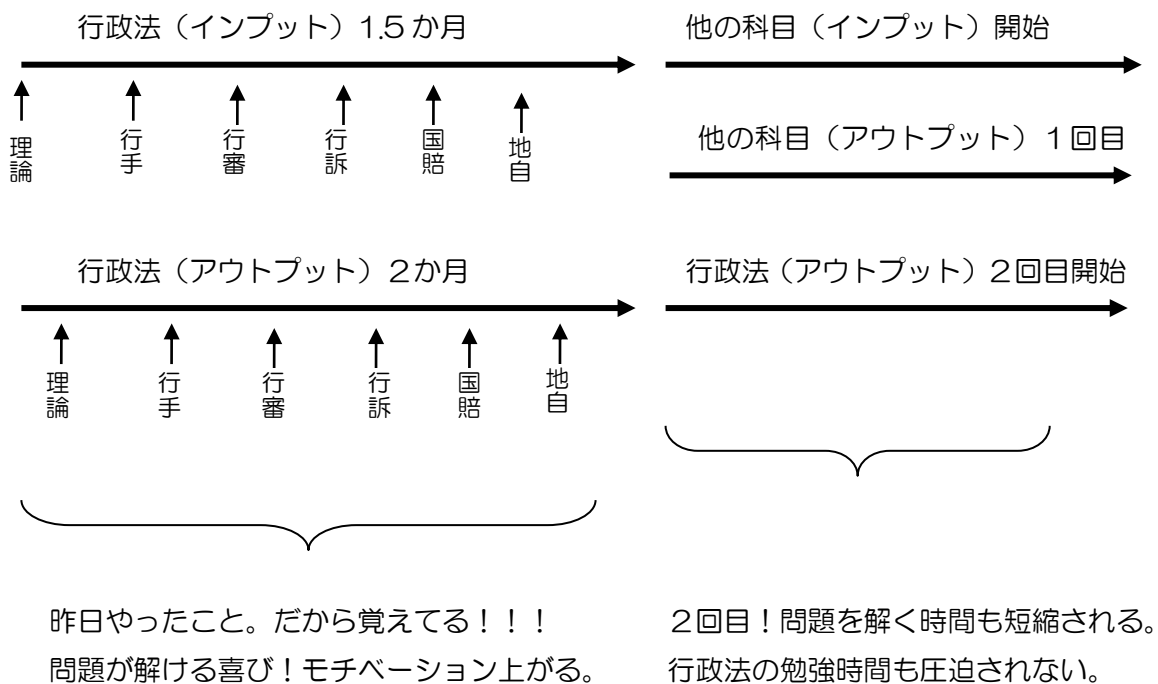 行政法（インプット）1.5か月
他の科目（インプット）開始
理論
行手
行審
行訴
国賠
地自
他の科目（アウトプット）１回目
行政法（アウトプット）２か月
行政法（アウトプット）２回目開始
理論
行手
行審
行訴
国賠
地自
昨日やったこと。だから覚えてる！！！
問題が解ける喜び！モチベーション上がる。
２回目！問題を解く時間も短縮される。
行政法の勉強時間も圧迫されない。